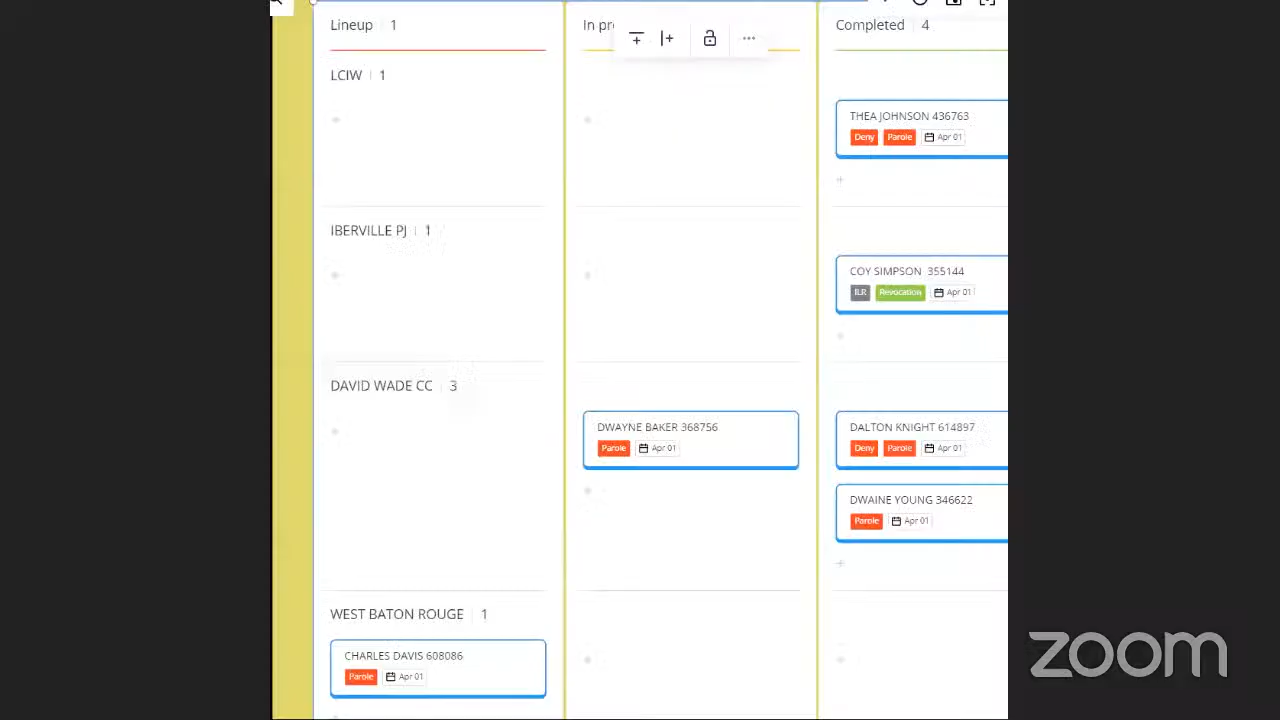 Lineup 1
In pr
Completed 4
LCIW 1
THEA JOHNSON 436763
Deny Parole Apr 01
IBERVILLE PJ 1
COY SIMPSON 355144
ILR Revocation Apr 01
DAVID WADE CC 3
DWAYNE BAKER 368756
Parole Apr 01
DALTON KNIGHT 614897
Deny Parole Apr 01
DWAINE YOUNG 346622
Parole Apr 01
WEST BATON ROUGE 1
CHARLES DAVIS 608086
Parole Apr 01
zoom